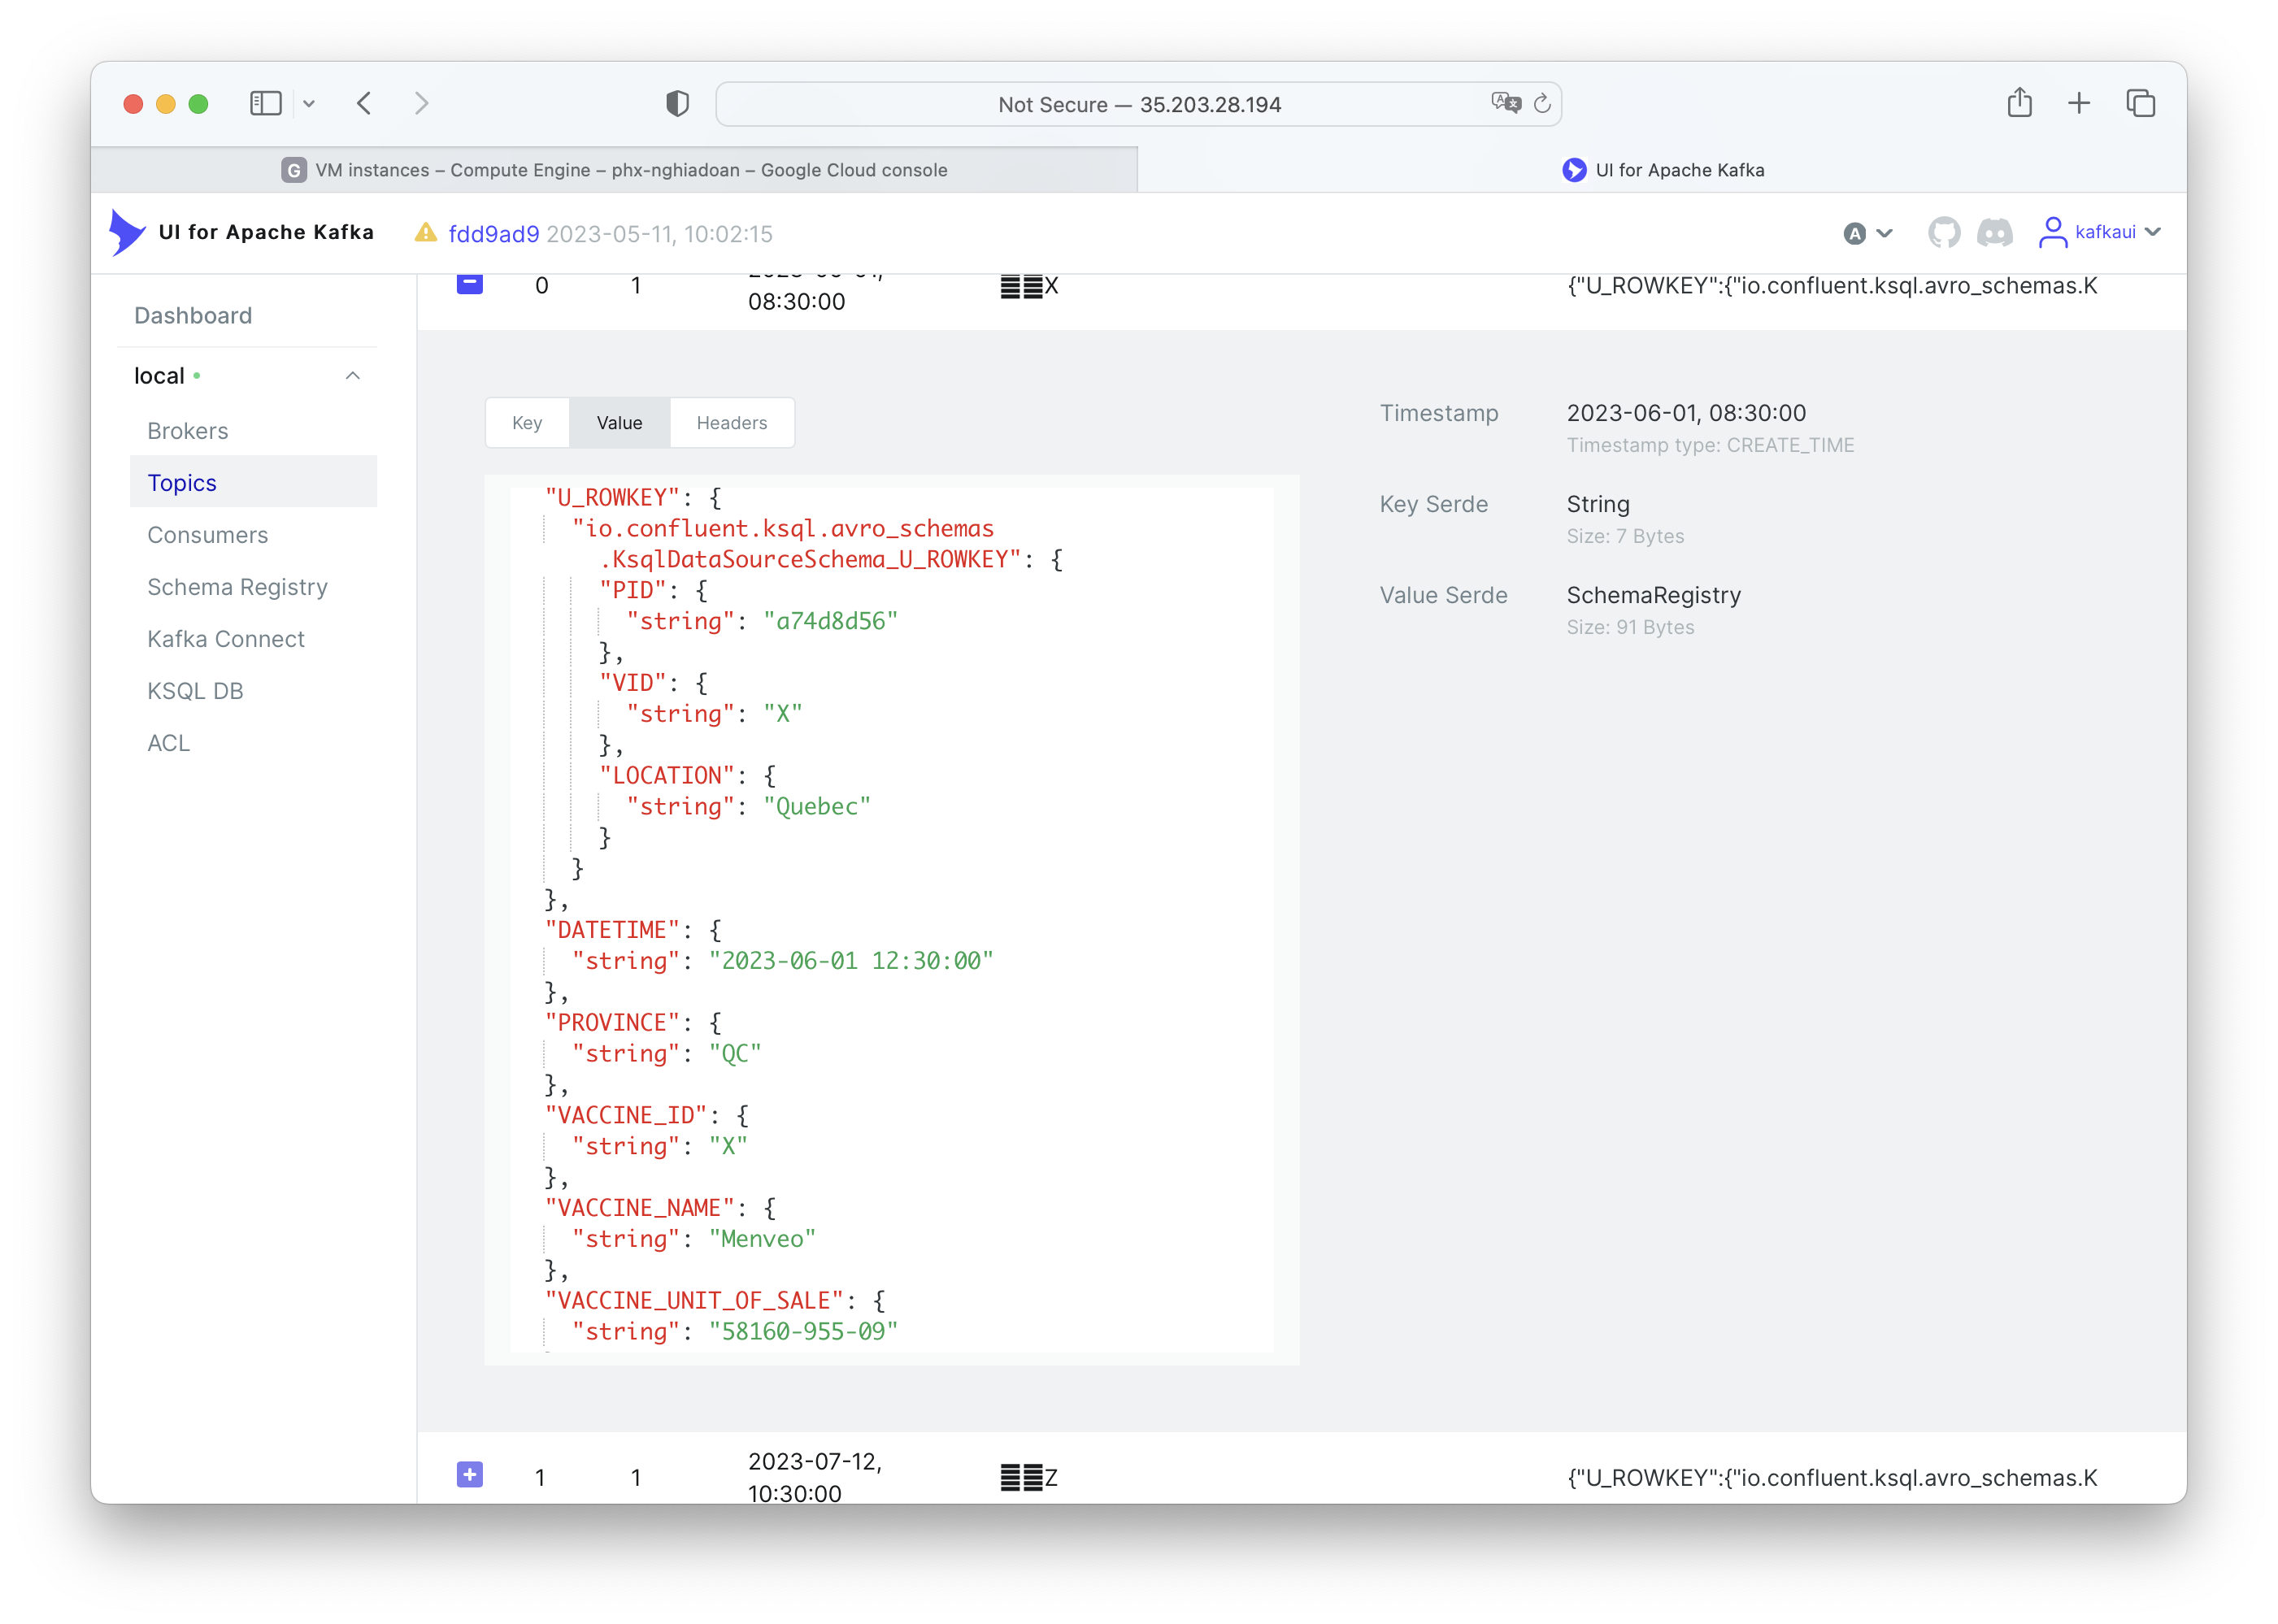 Not Secure — 35.203.28.194
VM instances – Compute Engine – phx-nghiadoan – Google Cloud console
UI for Apache Kafka
UI for Apache Kafka
fdd9ad9 2023-05-11, 10:02:15
A
kafkaui
Dashboard
local
Brokers
Topics
Consumers
Schema Registry
Kafka Connect
KSQL DB
ACL
0 1 08:30:00 X {"U_ROWKEY":{"io.confluent.ksql.avro_schemas.K
Key Value Headers
"U_ROWKEY": {
"io.confluent.ksql.avro_schemas
.KsqlDataSourceSchema_U_ROWKEY": {
"PID": {
"string": "a74d8d56"
},
"VID": {
"string": "X"
},
"LOCATION": {
"string": "Quebec"
}
}
},
"DATETIME": {
"string": "2023-06-01 12:30:00"
},
"PROVINCE": {
"string": "QC"
},
"VACCINE_ID": {
"string": "X"
},
"VACCINE_NAME": {
"string": "Menveo"
},
"VACCINE_UNIT_OF_SALE": {
"string": "58160-955-09"
Timestamp 2023-06-01, 08:30:00
Timestamp type: CREATE_TIME
Key Serde String
Size: 7 Bytes
Value Serde SchemaRegistry
Size: 91 Bytes
1 1 2023-07-12, Z {"U_ROWKEY":{"io.confluent.ksql.avro_schemas.K
10:30:00